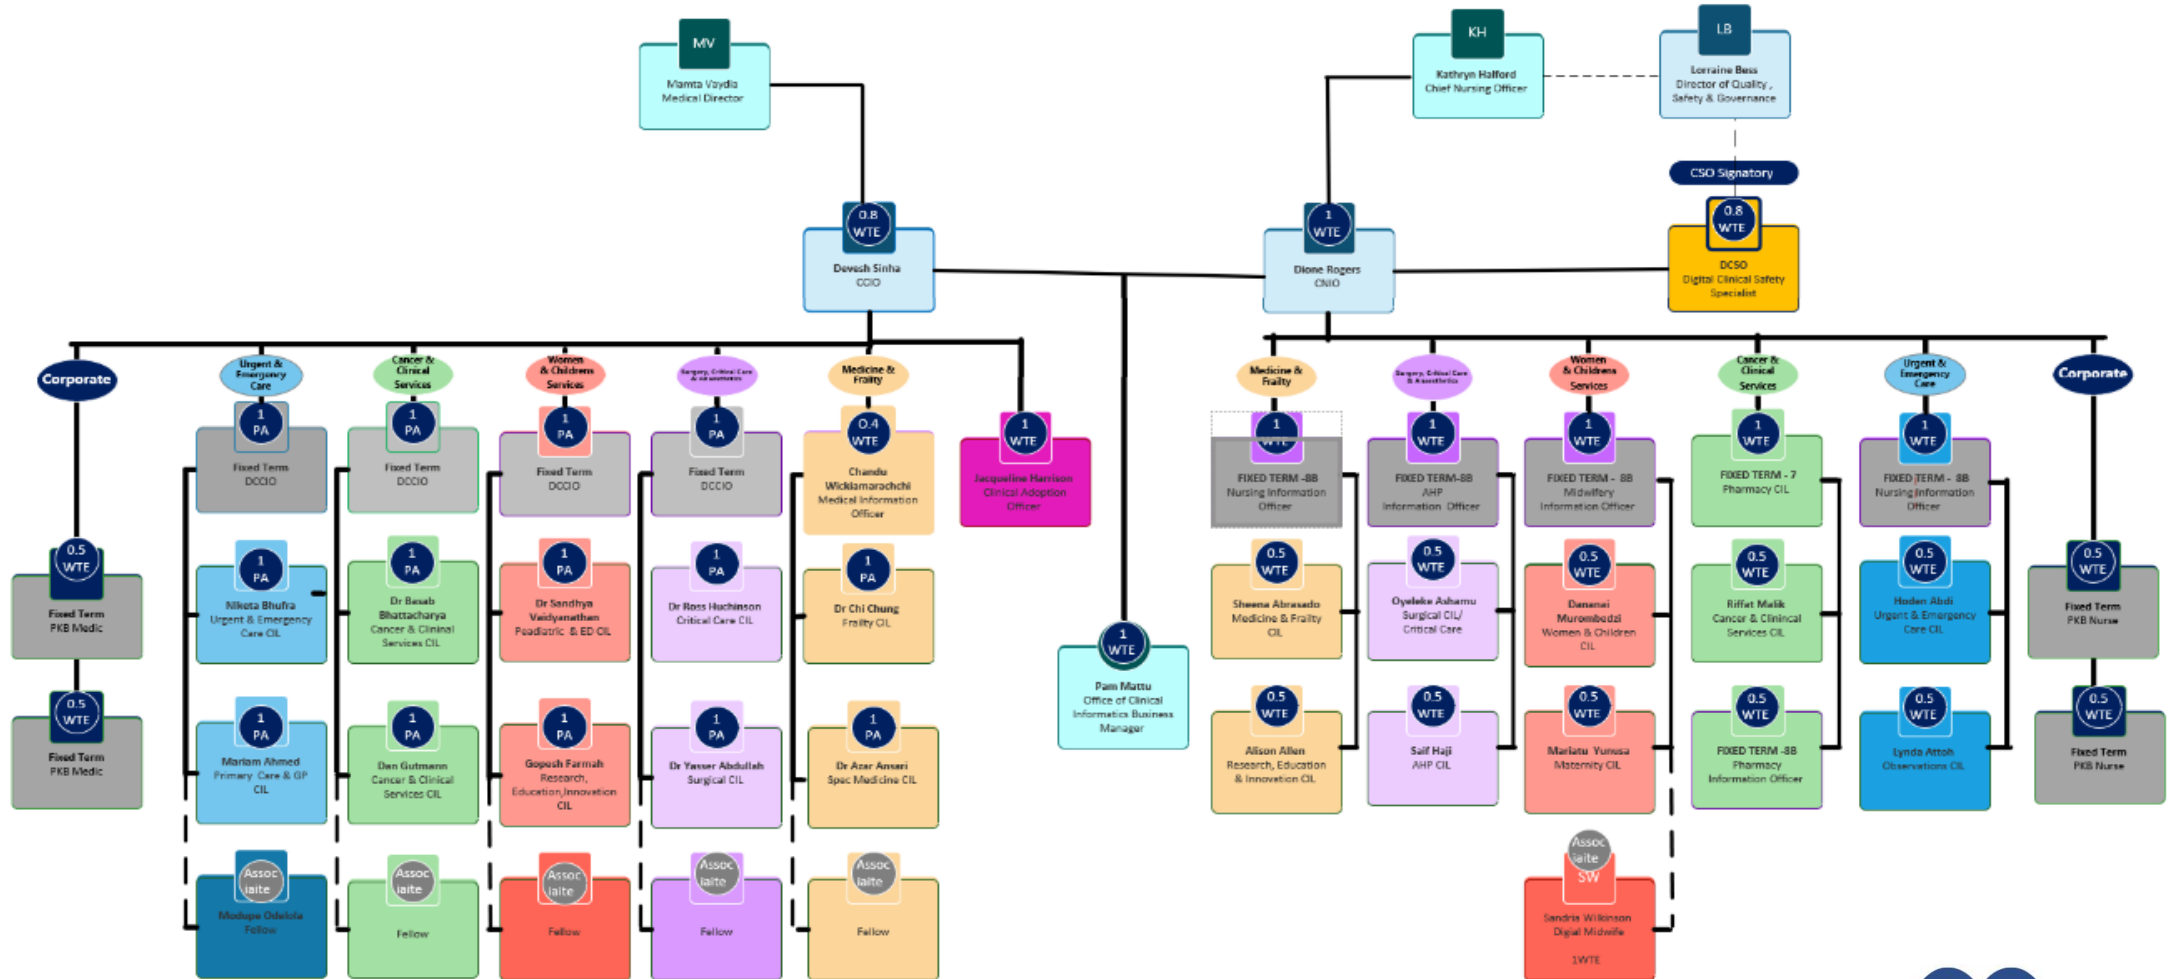 MV
Mamta Vaydia
Medical Director
KH
Kathryn Halford
Chief Nursing Officer
LB
Lorraine Bess
Director of Quality ,
Safety & Governance
CSO Signatory
0.8
WTE
Devesh Sinha
CCIO
1
WTE
Dione Rogers
CNIO
0.8
WTE
DCSO
Digital Clinical Safety
Specialist
Corporate
Urgent &
Emergency
Care
Cancer &
Clinical
Services
Women
& Childrens
Services
Surgery, Critical Care
& Anaesthetics
Medicine &
Frailty
Medicine &
Frailty
Surgery, Critical Care
& Anaesthetics
Women
& Childrens
Services
Cancer &
Clinical
Services
Urgent &
Emergency
Care
Corporate
1
PA
Fixed Term
DCCIO
1
PA
Fixed Term
DCCIO
1
PA
Fixed Term
DCCIO
1
PA
Fixed Term
DCCIO
0.4
WTE
Chandu
Wickiamarachchi
Medical Information
Officer
1
WTE
Jacqueline Harrison
Clinical Adoption
Officer
1
WTE
FIXED TERM -8B
Nursing Information
Officer
1
WTE
FIXED TERM-8B
AHP
Information Officer
1
WTE
FIXED TERM - 8B
Midwifery
Information Officer
1
WTE
FIXED TERM - 7
Pharmacy CIL
1
WTE
FIXED TERM - 8B
Nursing Information
Officer
0.5
WTE
Fixed Term
PKB Medic
1
PA
Niketa Bhufra
Urgent & Emergency
Care CIL
1
PA
Dr Basab
Bhattacharya
Cancer & Clininal
Services CIL
1
PA
Dr Sandhya
Vaidyanathan
Peadiatric & ED CIL
1
PA
Dr Ross Huchinson
Critical Care CIL
1
PA
Dr Chi Chung
Frailty CIL
1
WTE
Pam Mattu
Office of Clinical
Informatics Business
Manager
0.5
WTE
Sheena Abrasado
Medicine & Frailty
CIL
0.5
WTE
Oyeleke Ashamu
Surgical CIL/
Critical Care
0.5
WTE
Dananai
Murombedzi
Women & Children
CIL
0.5
WTE
Riffat Malik
Cancer & Clinincal
Services CIL
0.5
WTE
Hoden Abdi
Urgent & Emergency
Care CIL
0.5
WTE
Fixed Term
PKB Nurse
0.5
WTE
Fixed Term
PKB Medic
1
PA
Mariam Ahmed
Primary Care & GP
CIL
1
PA
Dan Gutmann
Cancer & Clinical
Services CIL
1
PA
Gopesh Farmah
Research,
Education,Innovation
CIL
1
PA
Dr Yasser Abdullah
Surgical CIL
1
PA
Dr Azar Ansari
Spec Medicine CIL
0.5
WTE
Alison Allen
Research, Education
& Innovation CIL
0.5
WTE
Saif Haji
AHP CIL
0.5
WTE
Mariatu Yunusa
Maternity CIL
0.5
WTE
FIXED TERM -8B
Pharmacy
Information Officer
0.5
WTE
Lynda Attoh
Observations CIL
0.5
WTE
Fixed Term
PKB Nurse
Assoc
iaite
Modupe Odelola
Fellow
Assoc
iaite
Fellow
Assoc
iaite
Fellow
Assoc
iaite
Fellow
Assoc
iaite
Fellow
Assoc
iaite
SW
Sandria Wilkinson
Digial Midwife
1WTE